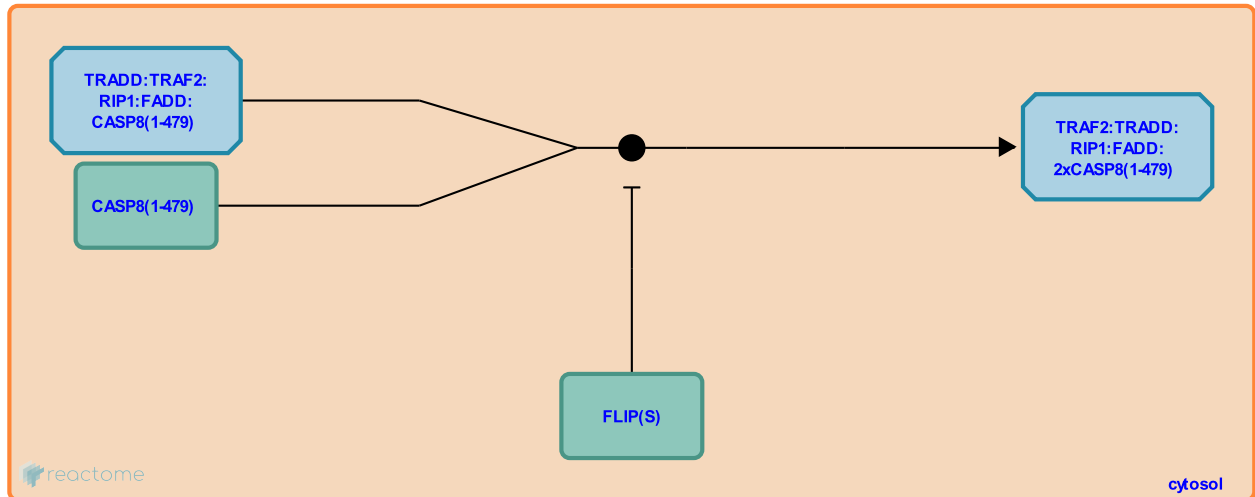 TRADD:TRAF2:
RIP1:FADD:
CASP8(1-479)
CASP8(1-479)
TRAF2:TRADD:
RIP1:FADD:
2xCASP8(1-479)
FLIP(S)
reactome
cytosol